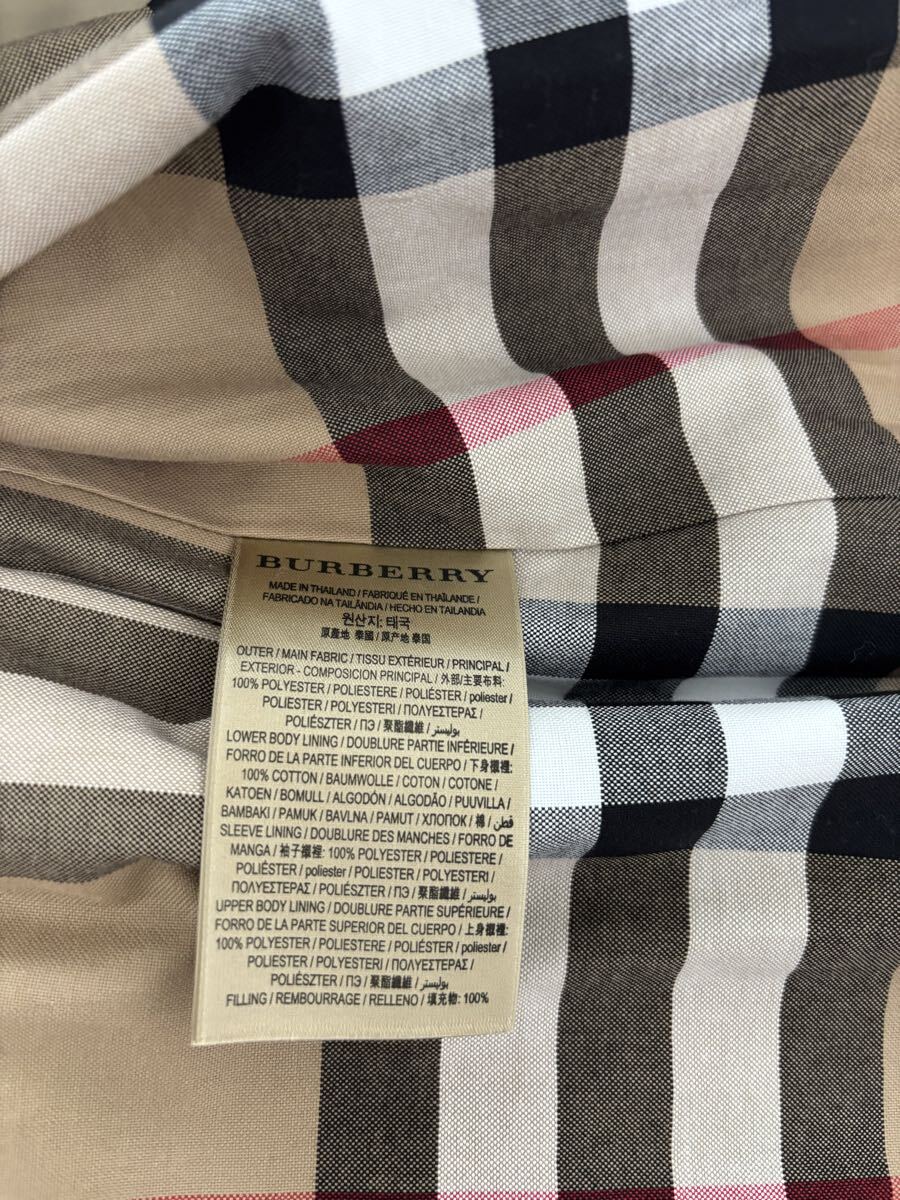 BURBERRY
MADE IN THAILAND / FABRIQUÉ EN THAÏLANDE /
FABRICADO NA TAILÂNDIA / HECHO EN TAILANDIA
원산지: 태국
原產地 泰國 / 原产地 泰国
OUTER / MAIN FABRIC / TISSU EXTÉRIEUR / PRINCIPAL /
EXTERIOR - COMPOSICION PRINCIPAL / 外部/主要布料:
100% POLYESTER / POLIESTERE / POLIÉSTER / poliester /
POLIESTER / POLYESTERI / ΠΟΛΥΕΣΤΕΡΑΣ /
POLIÉSZTER / ПЭ / 聚酯纖維 / بوليستر
LOWER BODY LINING / DOUBLURE PARTIE INFÉRIEURE /
FORRO DE LA PARTE INFERIOR DEL CUERPO / 下身襯裡:
100% COTTON / BAUMWOLLE / COTON / COTONE /
KATOEN / BOMULL / ALGODÓN / ALGODÃO / PUUVILLA /
BAMBAKI / PAMUK / BAVLNA / PAMUT / ХЛОПОК / 棉 / قطن
SLEEVE LINING / DOUBLURE DES MANCHES / FORRO DE
MANGA / 袖子襯裡: 100% POLYESTER / POLIESTERE /
POLIÉSTER / poliester / POLIESTER / POLYESTERI /
ΠΟΛΥΕΣΤΕΡΑΣ / POLIÉSZTER / ПЭ / 聚酯纖維 / بوليستر
UPPER BODY LINING / DOUBLURE PARTIE SUPÉRIEURE /
FORRO DE LA PARTE SUPERIOR DEL CUERPO / 上身襯裡:
100% POLYESTER / POLIESTERE / POLIÉSTER / poliester /
POLIESTER / POLYESTERI / ΠΟΛΥΕΣΤΕΡΑΣ /
POLIÉSZTER / ПЭ / 聚酯纖維 / بوليستر
FILLING / REMBOURRAGE / RELLENO / 填充物: 100%